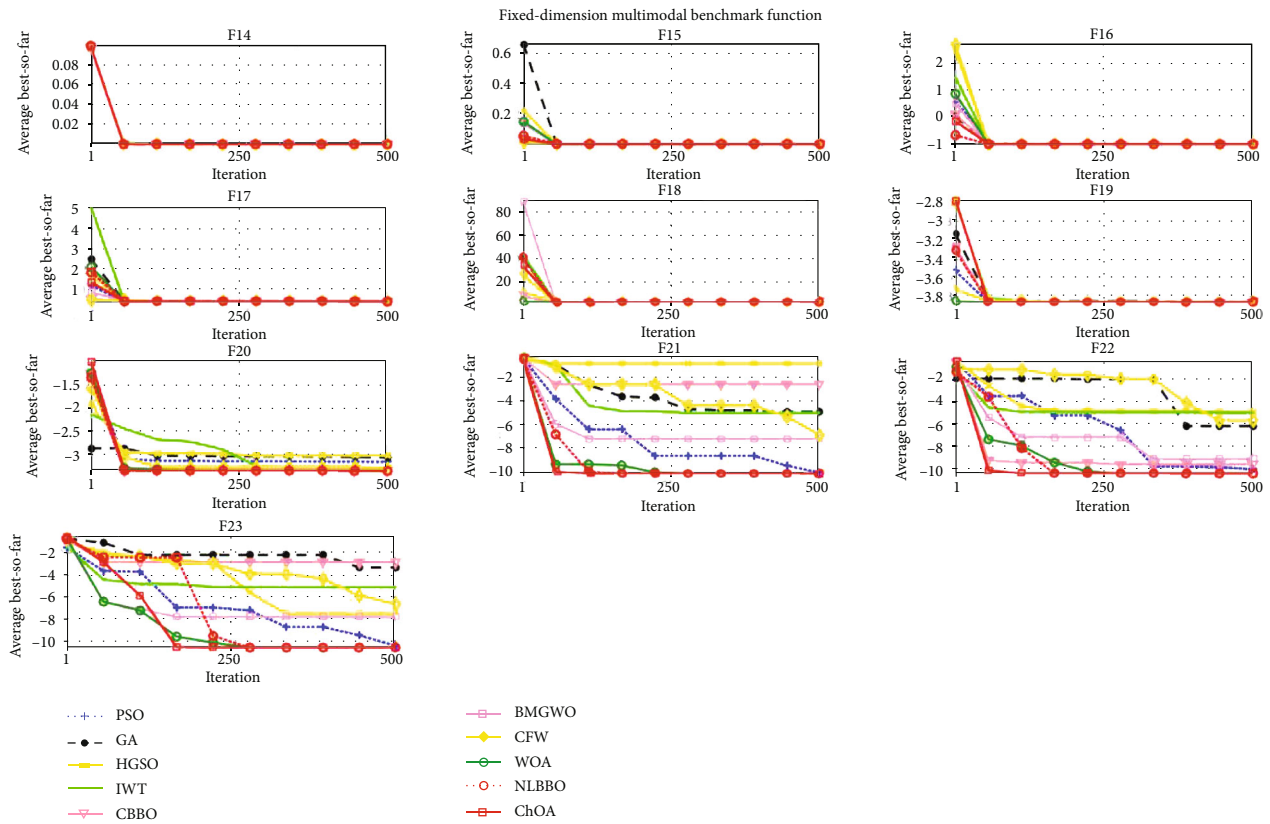 Fixed-dimension multimodal benchmark function
F14
Average best-so-far
0.08
0.06
0.04
0.02
1
250
500
Iteration
F15
Average best-so-far
0.6
0.4
0.2
1
250
500
Iteration
F16
Average best-so-far
2
1
0
−1
1
250
500
Iteration
F17
Average best-so-far
5
4
3
2
1
1
250
500
Iteration
F18
Average best-so-far
80
60
40
20
1
250
500
Iteration
F19
Average best-so-far
−2.8
−3
−3.2
−3.4
−3.6
−3.8
1
250
500
Iteration
F20
Average best-so-far
−1.5
−2
−2.5
−3
1
250
500
Iteration
F21
Average best-so-far
−2
−4
−6
−8
−10
1
250
500
Iteration
F22
Average best-so-far
−2
−4
−6
−8
−10
1
250
500
Iteration
F23
Average best-so-far
−2
−4
−6
−8
−10
1
250
500
Iteration
PSO
GA
HGSO
IWT
CBBO
BMGWO
CFW
WOA
NLBBO
ChOA